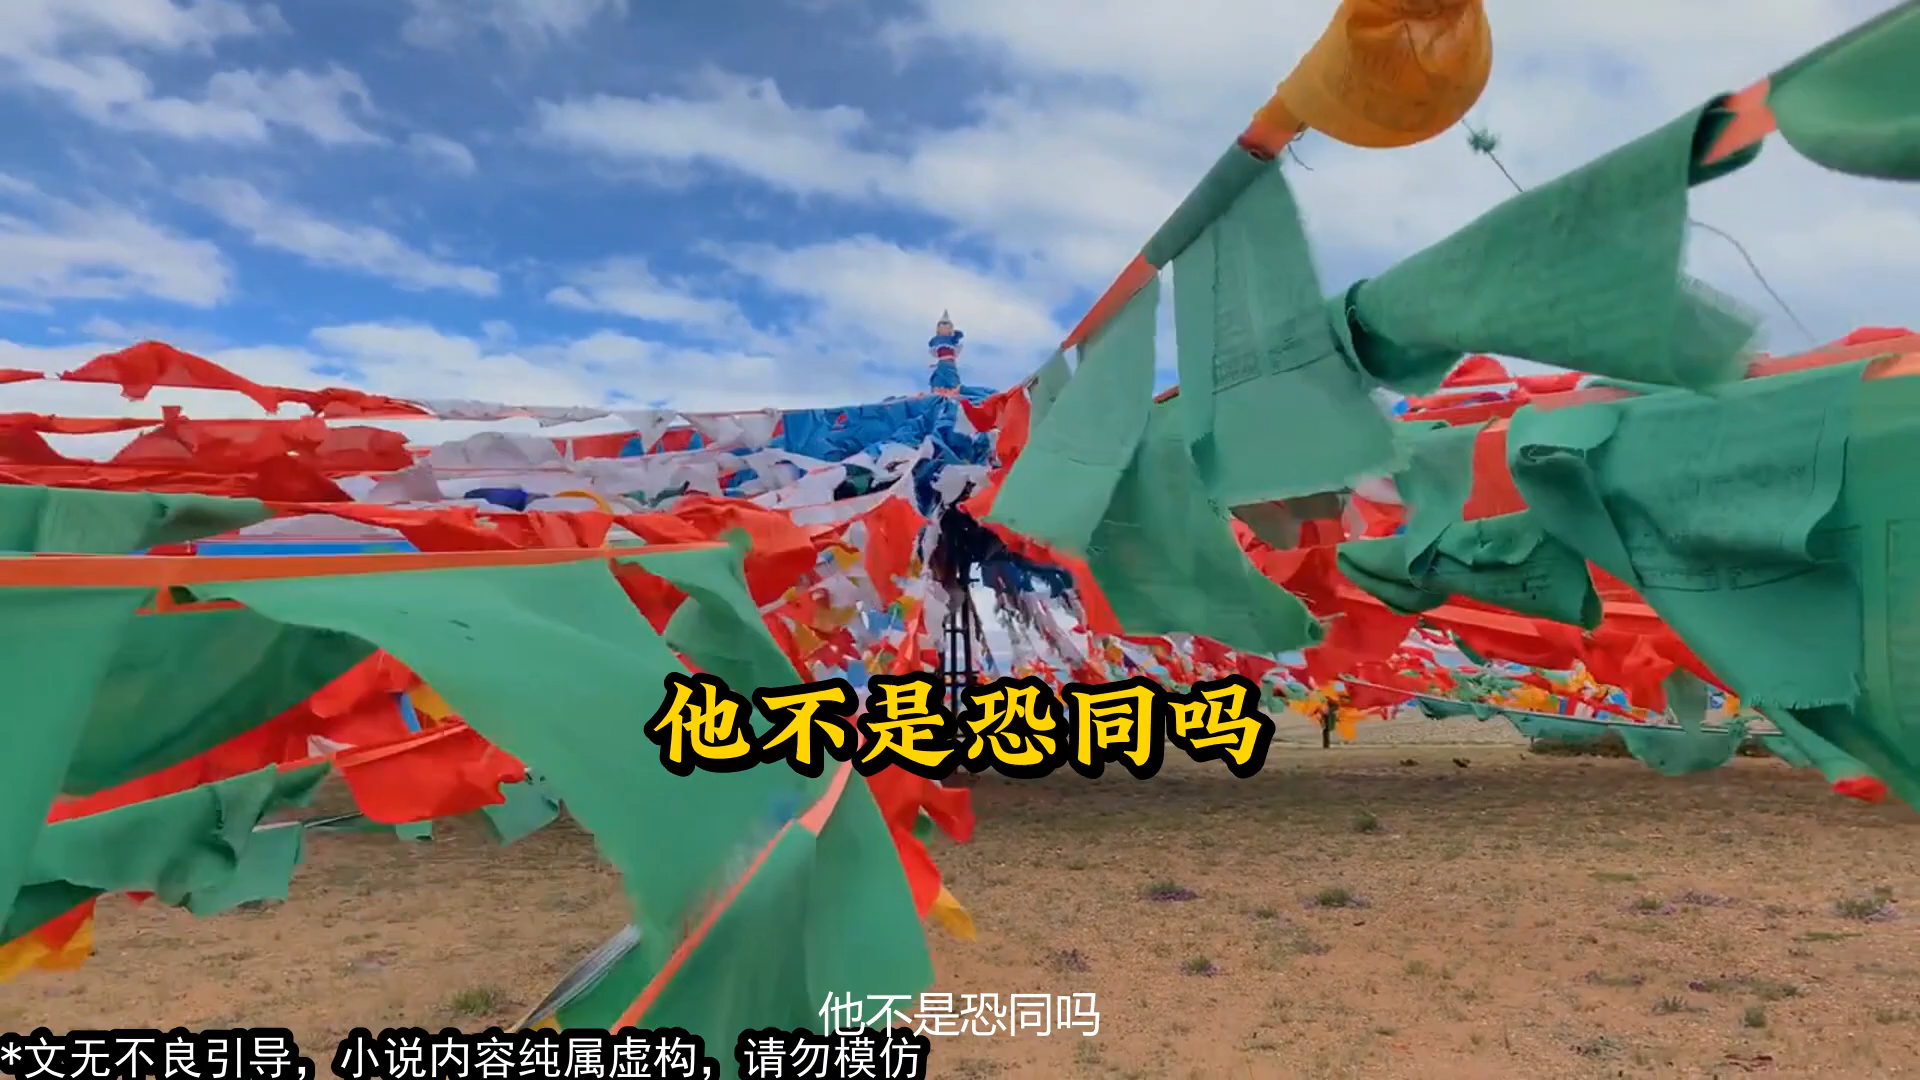 他不是恐同吗
他不是恐同吗
*文无不良引导，小说内容纯属虚构，请勿模仿